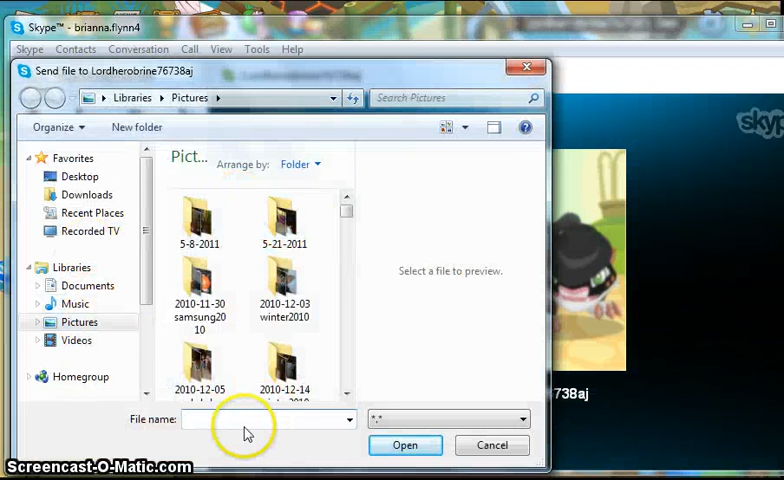 Skype™ - brianna.flynn4
Skype Contacts Conversation Call View Tools Help
Send file to Lordherobrine76738aj
Libraries Pictures
Search Pictures
Organize New folder
Favorites
Desktop
Downloads
Recent Places
Recorded TV
Libraries
Documents
Music
Pictures
Videos
Homegroup
Pict...
Arrange by: Folder
5-8-2011
5-21-2011
2010-11-30
samsung20
10
2010-12-03
winter2010
2010-12-05
2010-12-14
Select a file to preview.
skyp
738aj
File name:
*.*
Open Cancel
Screencast-O-Matic.com